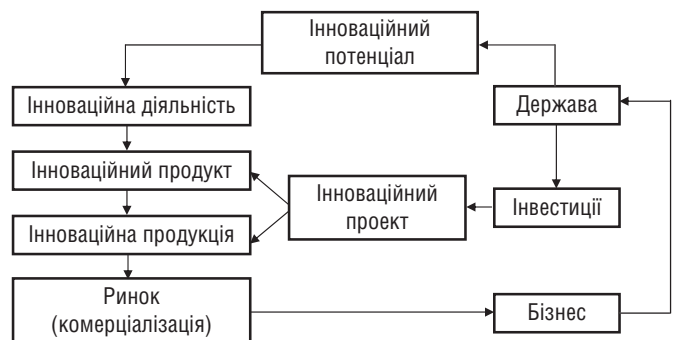 Інноваційний
потенціал
Інноваційна діяльність
Держава
Інноваційний продукт
Інноваційний
проект
Інвестиції
Інноваційна продукція
Ринок
(комерціалізація)
Бізнес